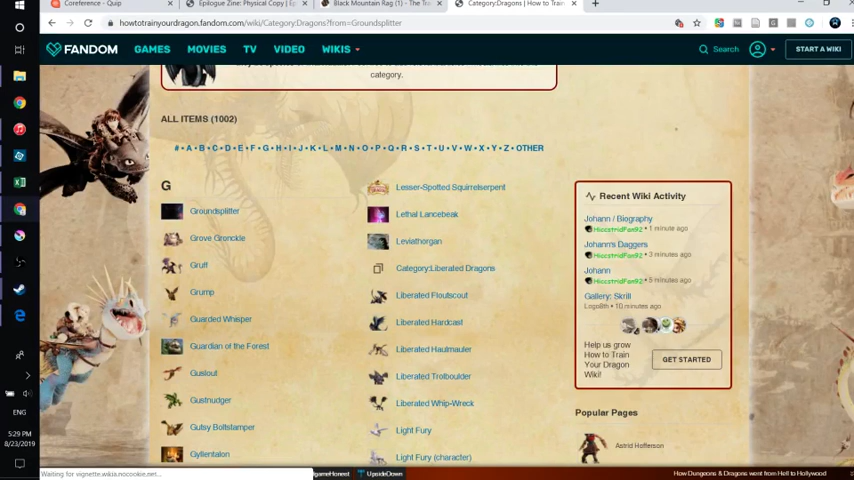 Coreference - Quip
Epilogue Zine: Physical Copy | Ep
Black Mountain Rag (1) - The Tra
Category:Dragons | How to Train
howtotrainyourdragon.fandom.com/wiki/Category:Dragons?from=Groundsplitter
FANDOM GAMES MOVIES TV VIDEO WIKIS Search START A WIKI
category.
ALL ITEMS (1002)
# • A • B • C • D • E • F • G • H • I • J • K • L • M • N • O • P • Q • R • S • T • U • V • W • X • Y • Z • OTHER
G
Groundsplitter
Grove Gronckle
Gruff
Grump
Guarded Whisper
Guardian of the Forest
Guslout
Gustnudger
Gutsy Boltstamper
Gyllentalon
Lesser-Spotted Squirrelserpent
Lethal Lancebeak
Leviathorgan
Category:Liberated Dragons
Liberated Floutscout
Liberated Hardcast
Liberated Haulmauler
Liberated Trolboulder
Liberated Whip-Wreck
Light Fury
Light Fury (character)
Recent Wiki Activity
Johann / Biography
HiccstridFan92 • 1 minute ago
Johann's Daggers
HiccstridFan92 • 3 minutes ago
Johann
HiccstridFan92 • 5 minutes ago
Gallery: Skrill
Logo8th • 10 minutes ago
Help us grow
How to Train
Your Dragon
Wiki!
GET STARTED
Popular Pages
Astrid Hofferson
ENG
5:29 PM
8/23/2019
Waiting for vignette.wikia.nocookie.net...
gameHonest
UpsideDown
How Dungeons & Dragons went from Hell to Hollywood